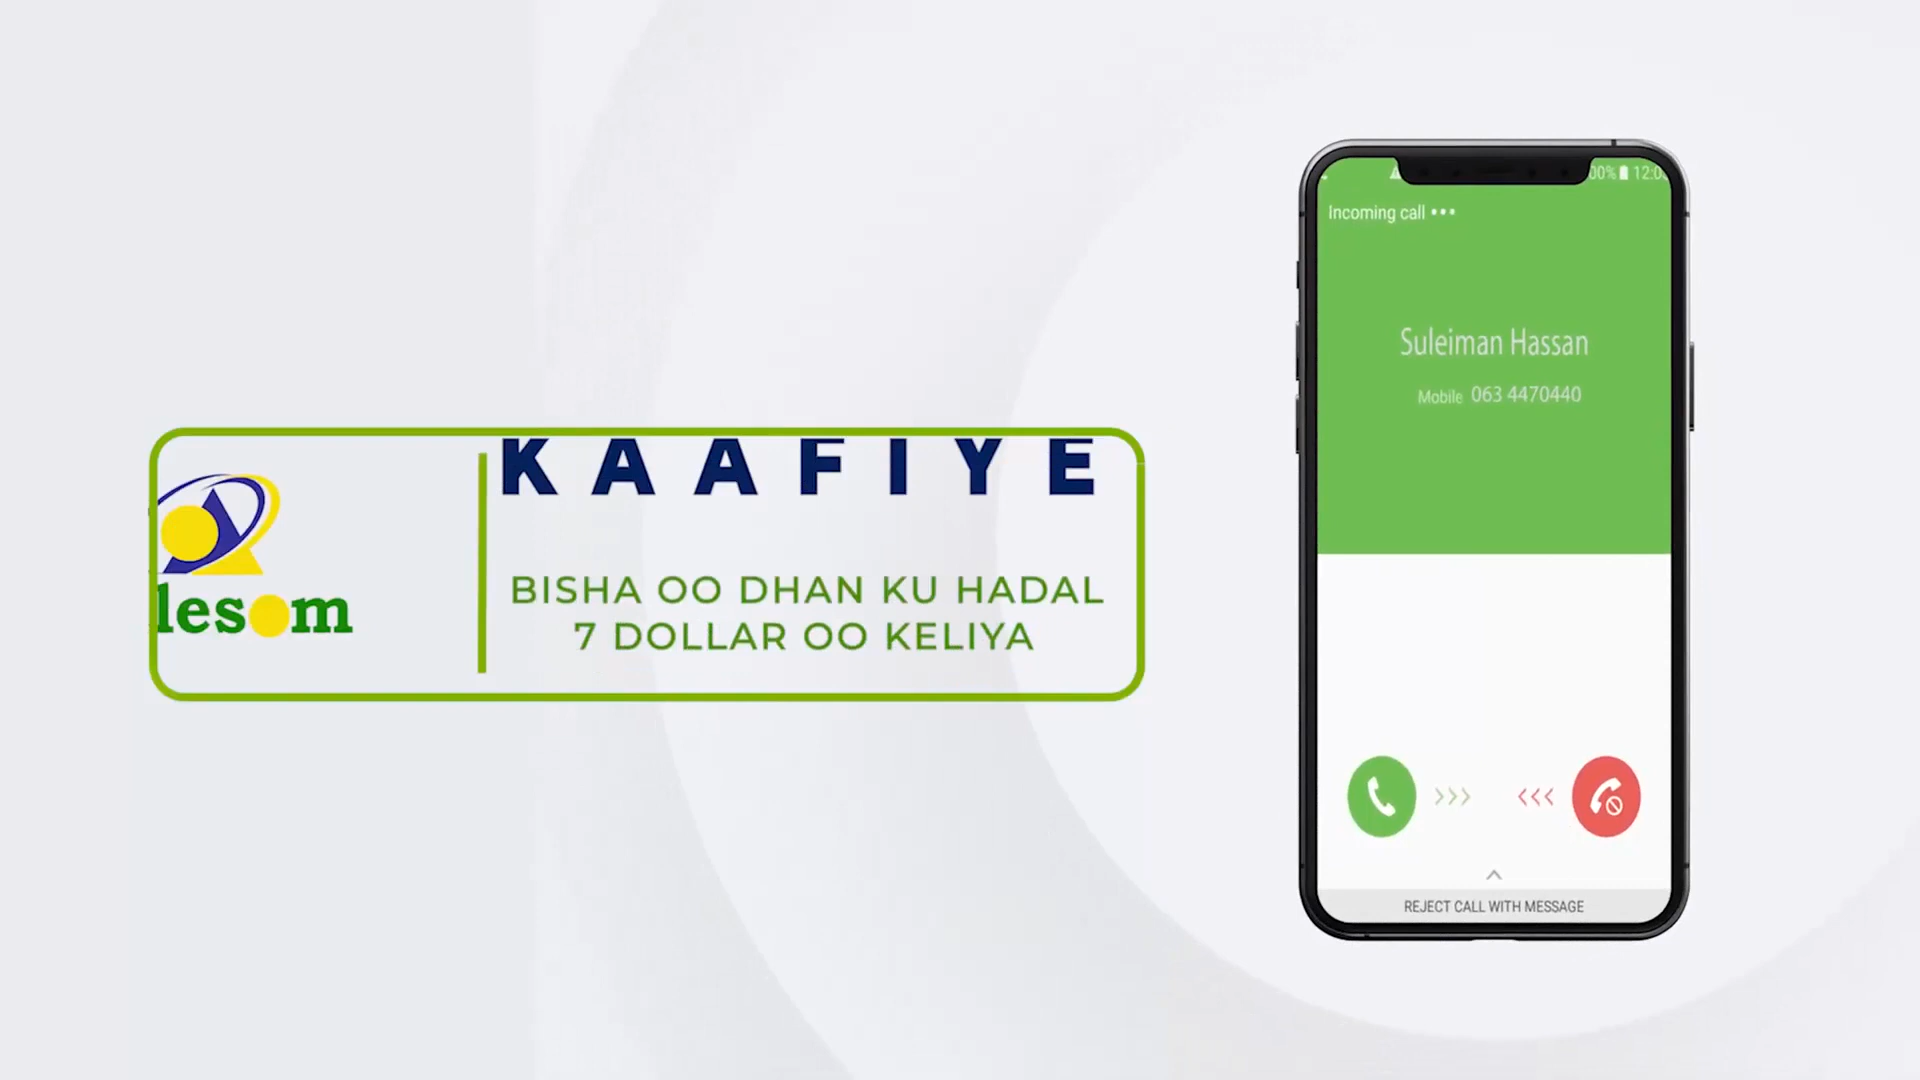 KAAFIYE
lesom
BISHA OO DHAN KU HADAL
7 DOLLAR OO KELIYA
Incoming call •••
Suleiman Hassan
Mobile 063 4470440
REJECT CALL WITH MESSAGE